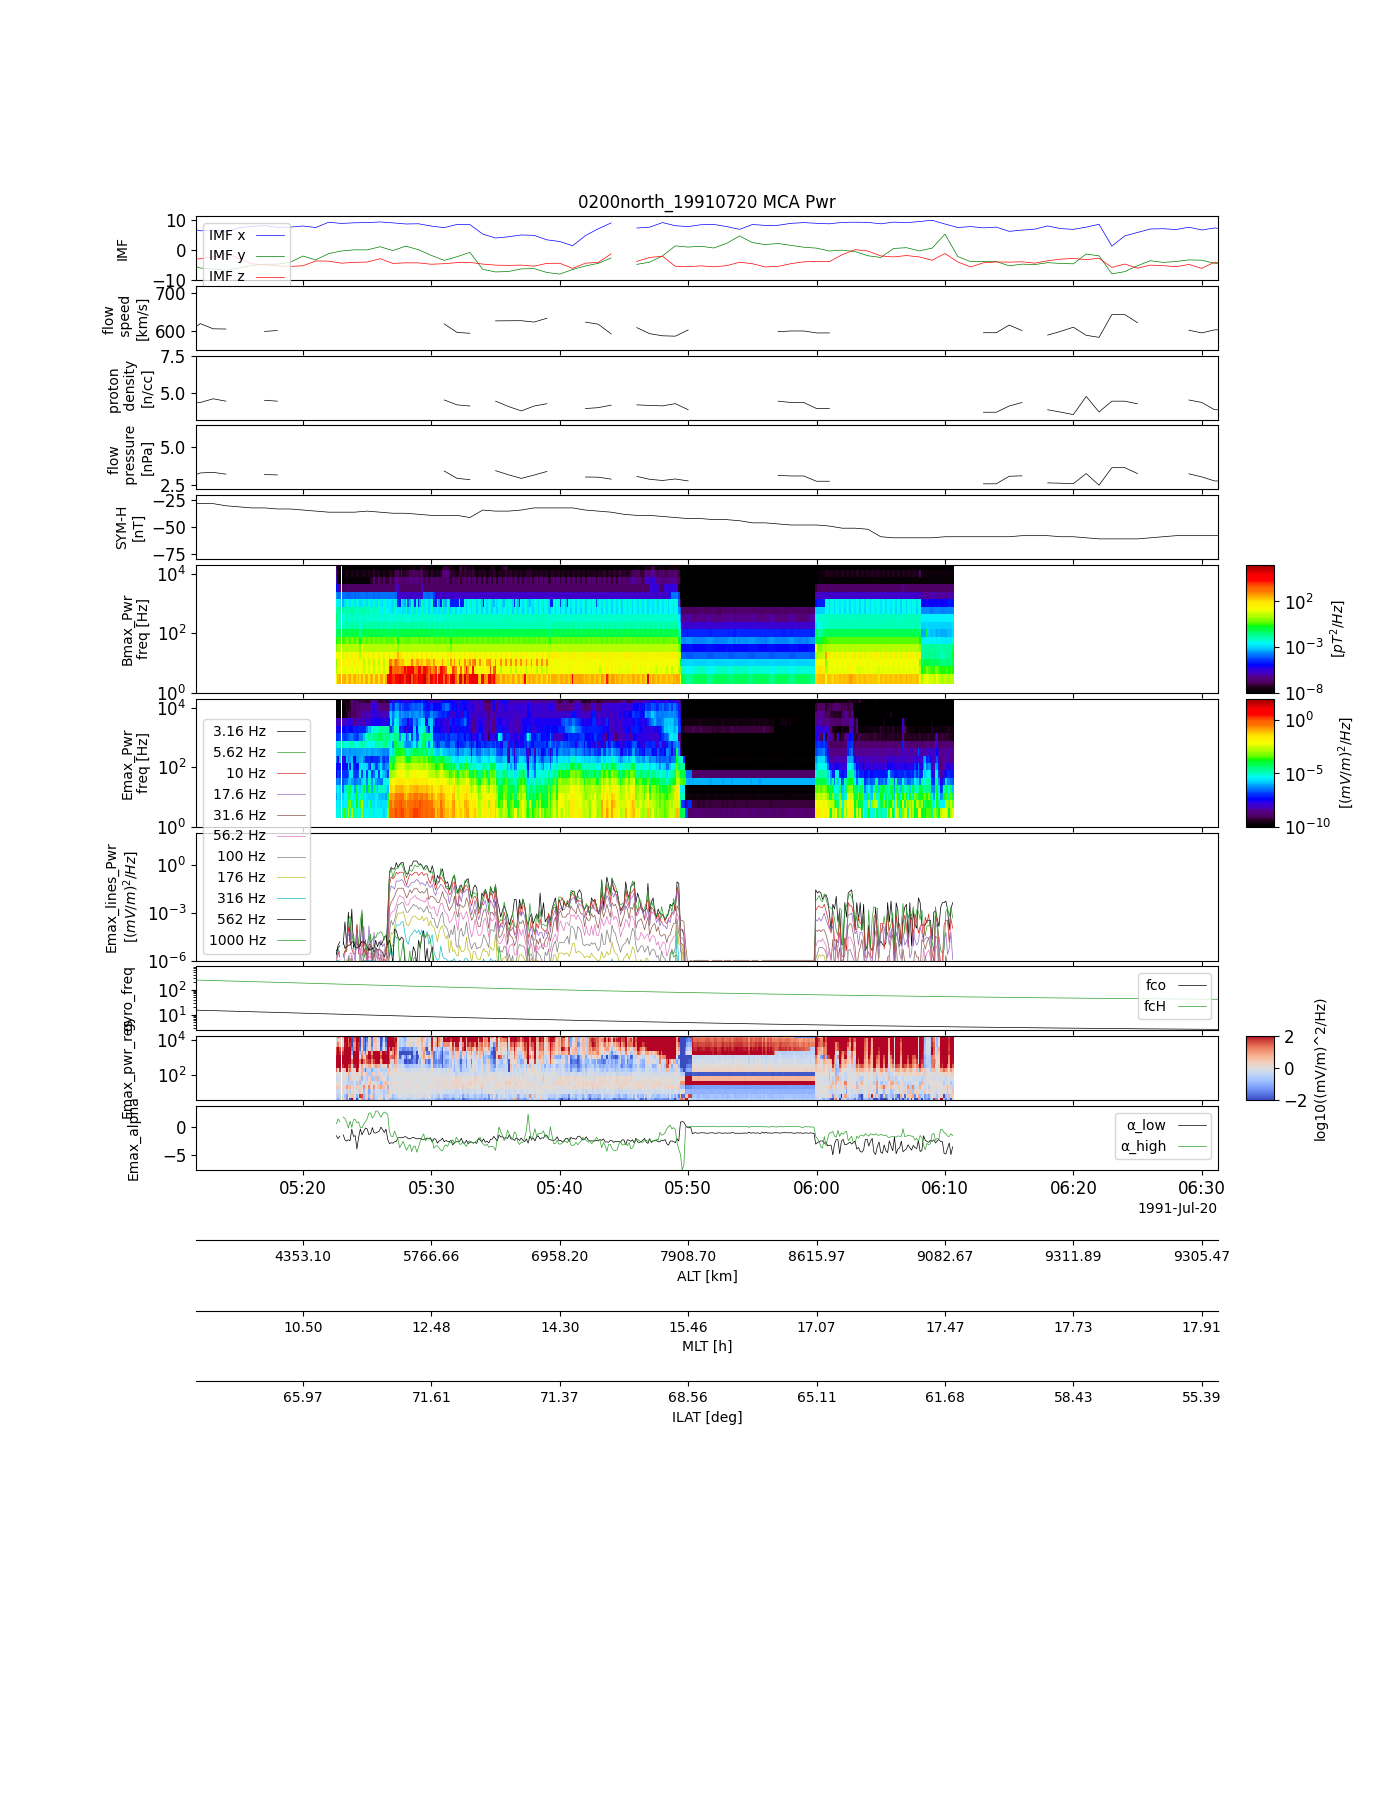 0200north_19910720 MCA Pwr
10
0
−10
IMF
IMF x
IMF y
IMF z
700
600
flow
speed
[km/s]
7.5
5.0
proton
density
[n/cc]
5.0
2.5
flow
pressure
[nPa]
−25
−50
−75
SYM-H
[nT]
10^4
10^2
10^0
Bmax_Pwr
freq [Hz]
10^2
10^−3
10^−8
[pT^2/Hz]
10^4
10^2
10^0
Emax_Pwr
freq [Hz]
10^0
10^−5
10^−10
[(mV/m)^2/Hz]
3.16 Hz
5.62 Hz
10 Hz
17.6 Hz
31.6 Hz
56.2 Hz
100 Hz
176 Hz
316 Hz
562 Hz
1000 Hz
10^0
10^−3
10^−6
Emax_lines_Pwr
[(mV/m)^2/Hz]
10^2
10^1
gyro_freq
fco
fcH
10^4
10^2
Emax_pwr_reg
2
0
−2
log10((mV/m)^2/Hz)
0
−5
Emax_alpha
α_low
α_high
05:20 05:30 05:40 05:50 06:00 06:10 06:20 06:30
1991-Jul-20
4353.10 5766.66 6958.20 7908.70 8615.97 9082.67 9311.89 9305.47
ALT [km]
10.50 12.48 14.30 15.46 17.07 17.47 17.73 17.91
MLT [h]
65.97 71.61 71.37 68.56 65.11 61.68 58.43 55.39
ILAT [deg]